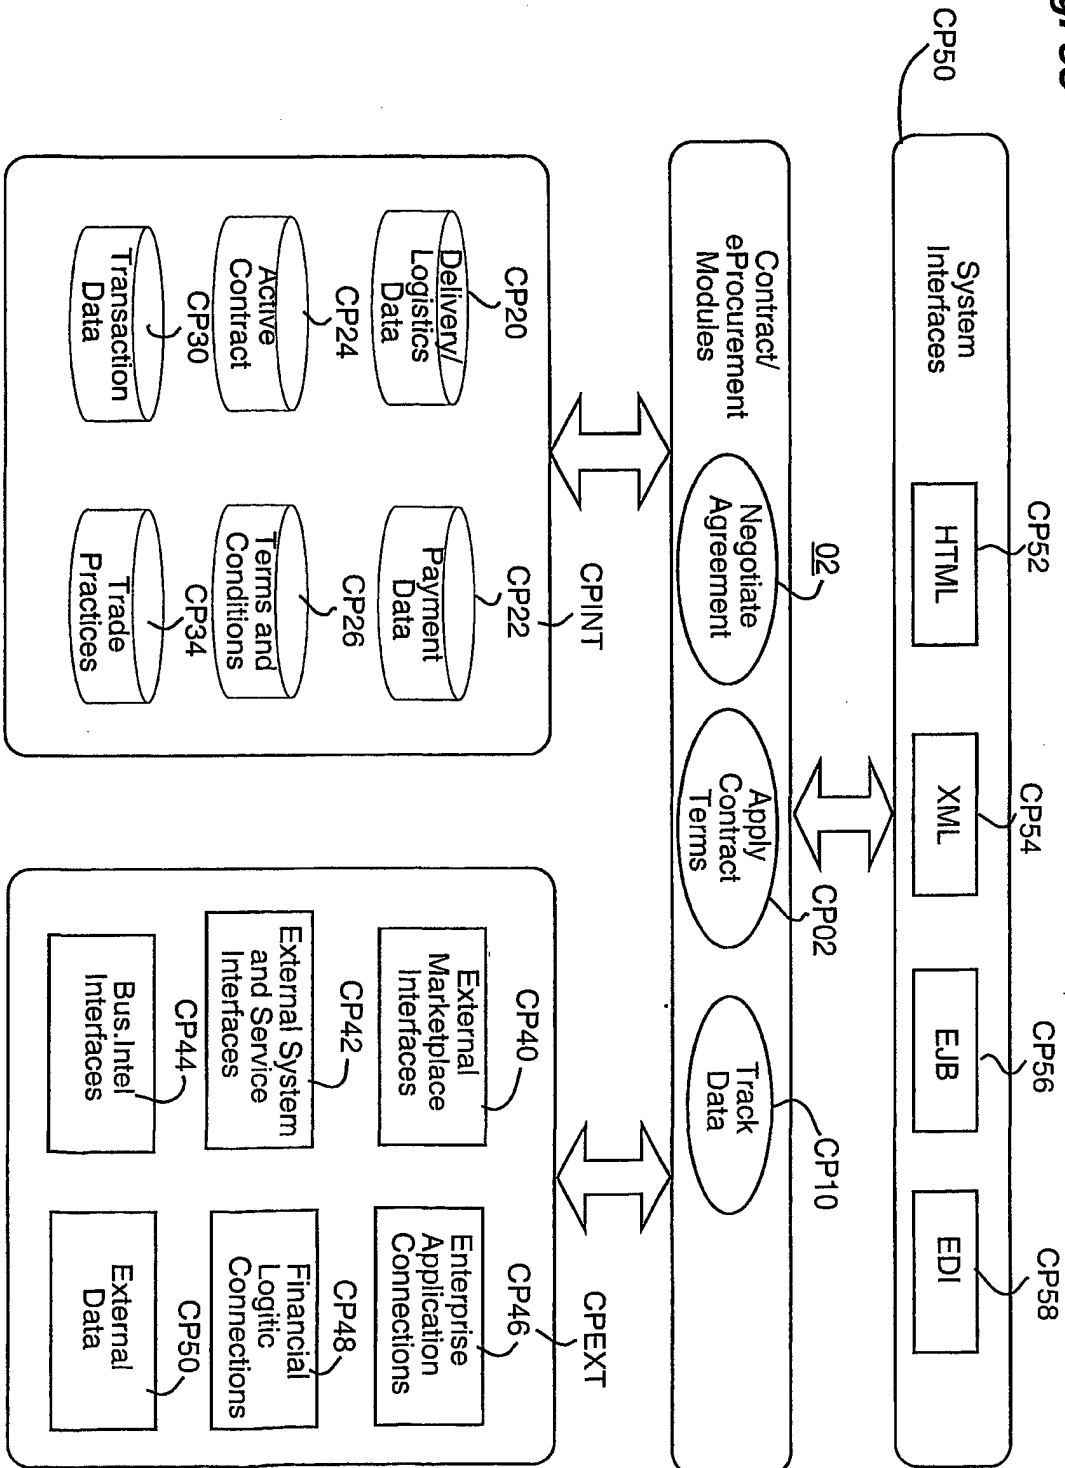 CP50
System
Interfaces
CP52
HTML
CP54
XML
CP56
EJB
CP58
EDI
Contract/
eProcurement
Modules
02
Negotiate
Agreement
CP02
Apply
Contract
Terms
CP10
Track
Data
CPINT
CP20
Delivery/
Logistics
Data
CP22
Payment
Data
CP24
Active
Contract
CP26
Terms and
Conditions
CP30
Transaction
Data
CP34
Trade
Practices
CPEXT
CP40
External
Marketplace
Interfaces
CP46
Enterprise
Application
Connections
CP42
External System
and Service
Interfaces
CP48
Financial
Logitic
Connections
CP44
Bus.Intel
Interfaces
CP50
External
Data